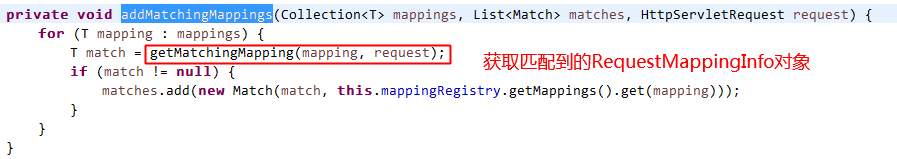 private void addMatchingMappings(Collection<T> mappings, List<Match> matches, HttpServletRequest request) {
for (T mapping : mappings) {
T match = getMatchingMapping(mapping, request);
获取匹配到的RequestMappingInfo对象
if (match != null) {
matches.add(new Match(match, this.mappingRegistry.getMappings().get(mapping)));
}
}
}